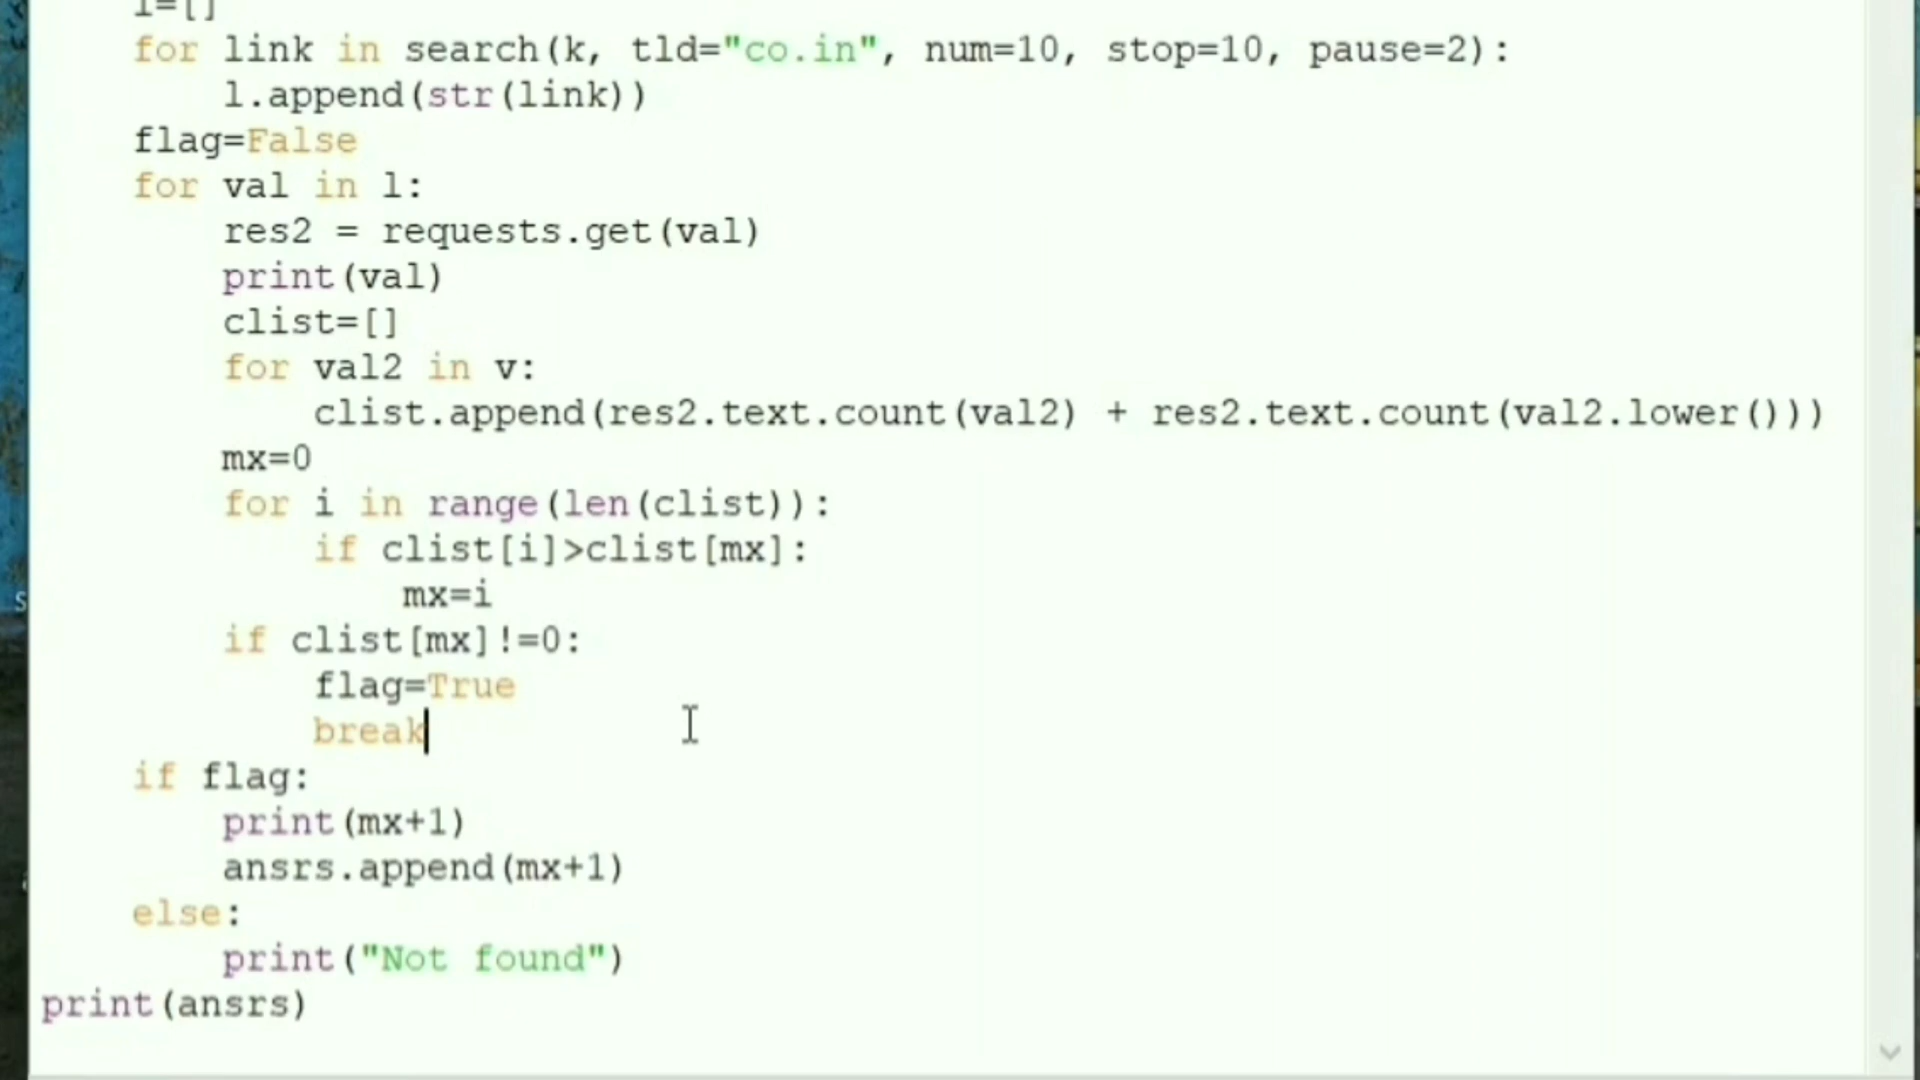 l=[]
for link in search(k, tld="co.in", num=10, stop=10, pause=2):
l.append(str(link))
flag=False
for val in l:
res2 = requests.get(val)
print(val)
clist=[]
for val2 in v:
clist.append(res2.text.count(val2) + res2.text.count(val2.lower()))
mx=0
for i in range(len(clist)):
if clist[i]>clist[mx]:
mx=i
if clist[mx]!=0:
flag=True
break
if flag:
print(mx+1)
ansrs.append(mx+1)
else:
print("Not found")
print(ansrs)